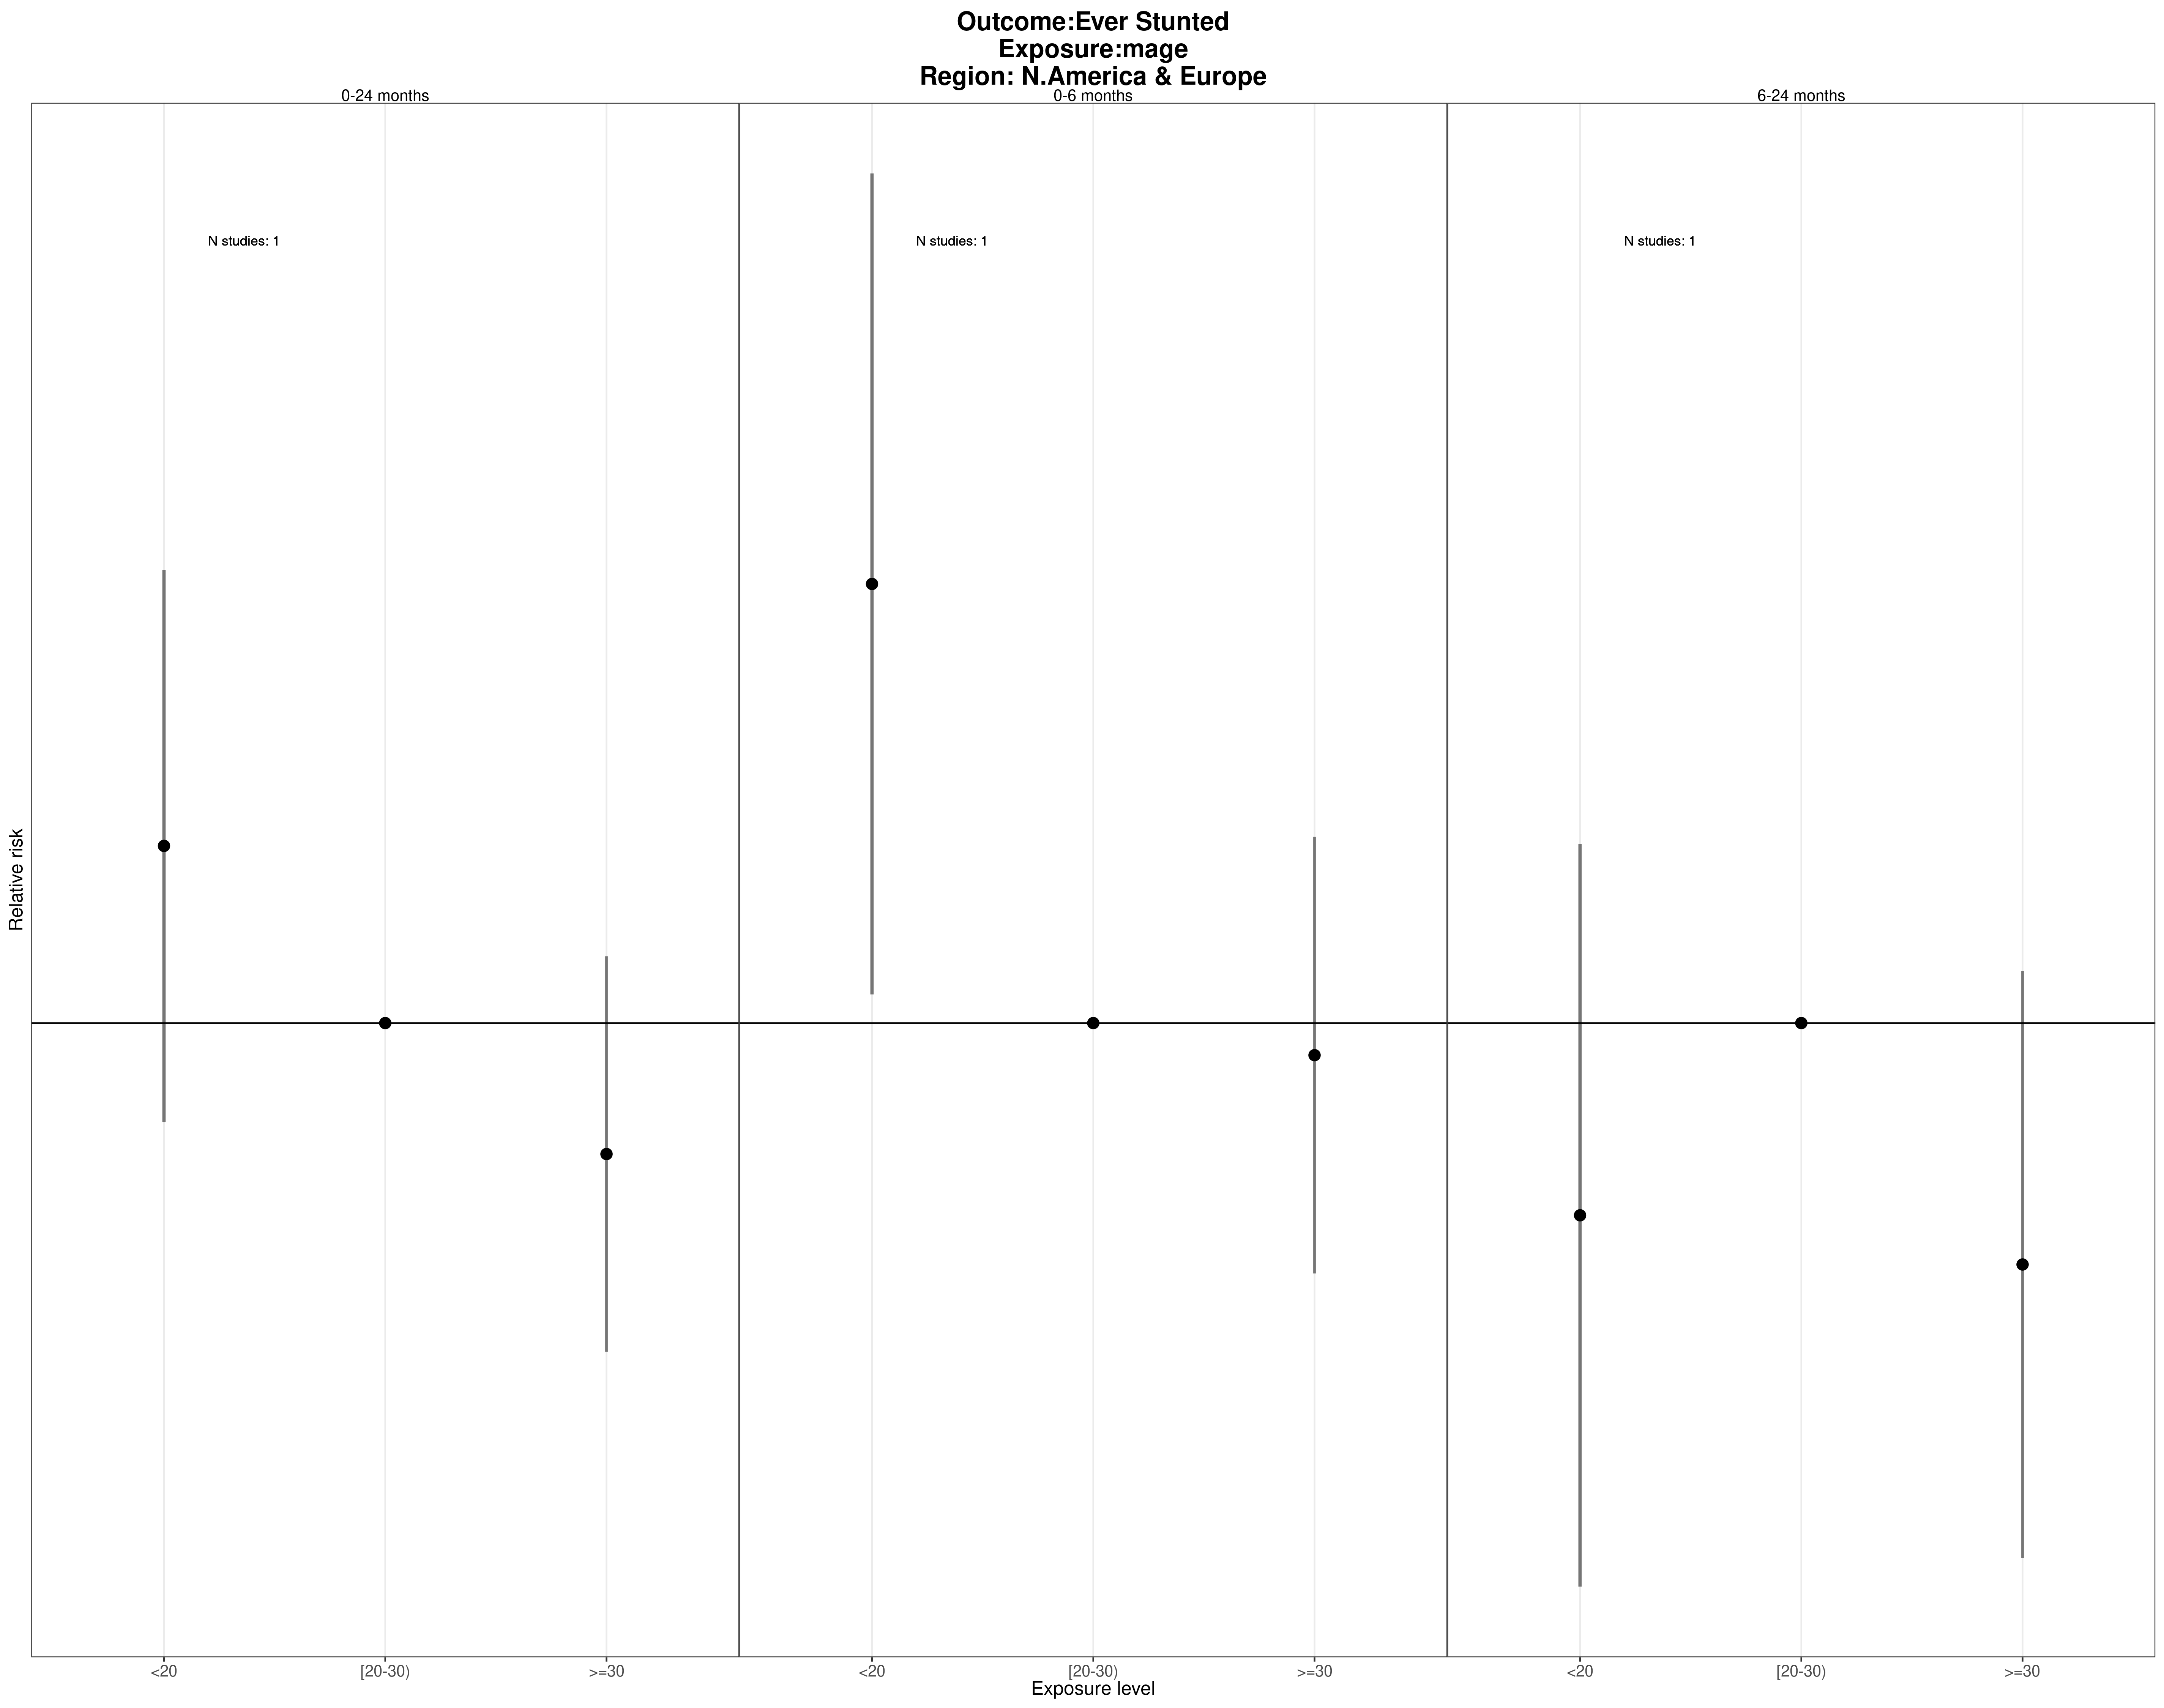 Outcome:Ever Stunted
Exposure:mage
Region: N.America & Europe
0-24 months
0-6 months
6-24 months
N studies: 1
N studies: 1
N studies: 1
Relative risk
<20
[20-30)
>=30
<20
[20-30)
>=30
<20
[20-30)
>=30
Exposure level